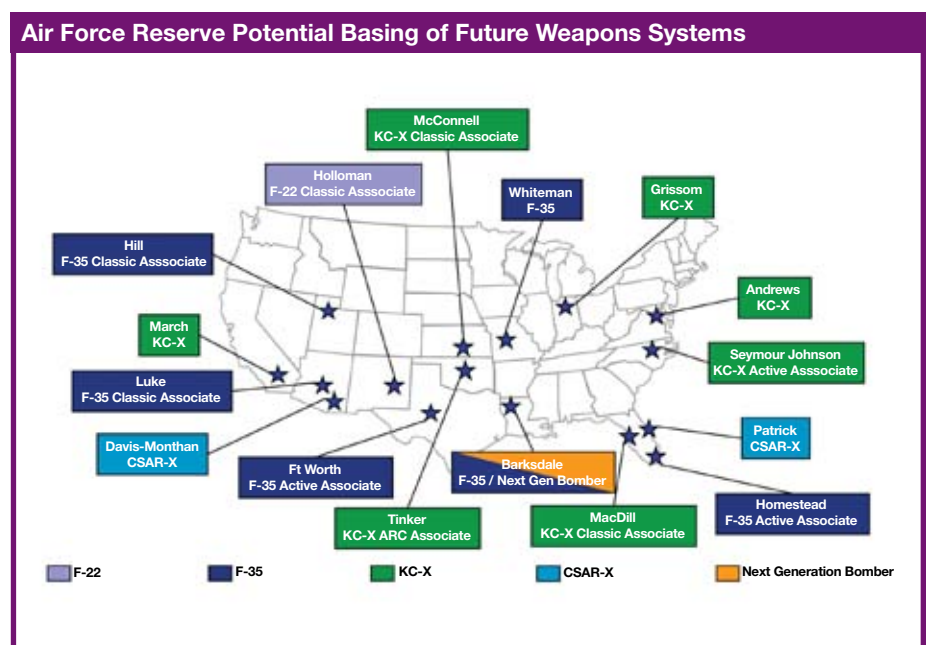 Air Force Reserve Potential Basing of Future Weapons Systems
McConnell
KC-X Classic Associate
Holloman
F-22 Classic Asssociate
Whiteman
F-35
Grissom
KC-X
Hill
F-35 Classic Asssociate
Andrews
KC-X
March
KC-X
Seymour Johnson
KC-X Active Asssociate
Luke
F-35 Classic Associate
Patrick
CSAR-X
Davis-Monthan
CSAR-X
Ft Worth
F-35 Active Associate
Barksdale
F-35 / Next Gen Bomber
Homestead
F-35 Active Associate
Tinker
KC-X ARC Associate
MacDill
KC-X Classic Associate
F-22
F-35
KC-X
CSAR-X
Next Generation Bomber